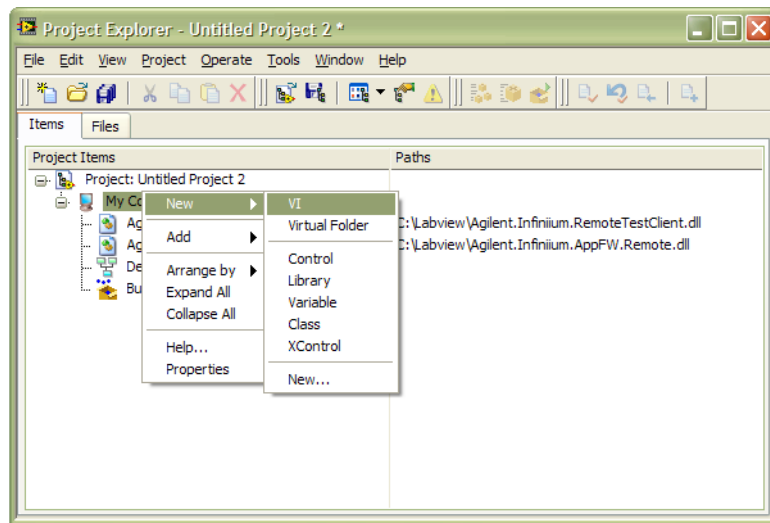 Project Explorer - Untitled Project 2 *
File Edit View Project Operate Tools Window Help
Items Files
Project Items Paths
Project: Untitled Project 2
My Co New VI
Ag Virtual Folder C:\Labview\Agilent.Infiniium.RemoteTestClient.dll
Add
Ag Control C:\Labview\Agilent.Infiniium.AppFW.Remote.dll
De Arrange by Library
Bu Expand All Variable
Collapse All Class
Help... XControl
Properties New...